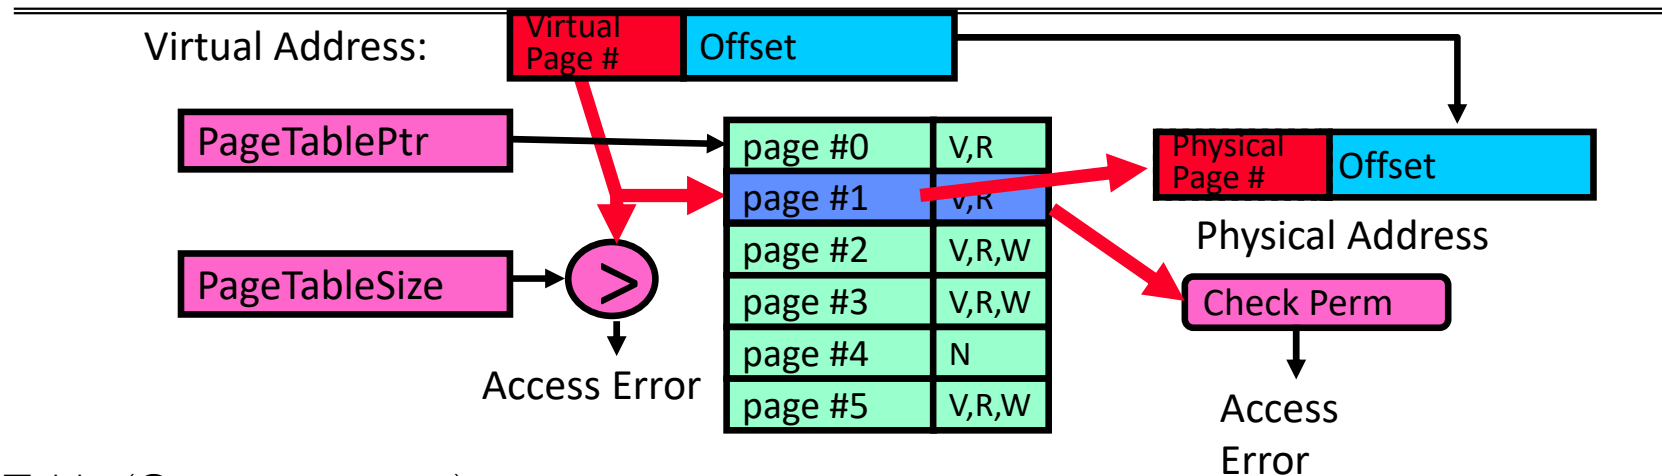 Virtual Address:
Virtual
Page #
Offset
PageTablePtr
page #0 V,R
Physical
Page #
Offset
page #1 V,R
Physical Address
page #2 V,R,W
PageTableSize
>
page #3 V,R,W
Check Perm
page #4 N
Access Error
page #5 V,R,W
Access
Error